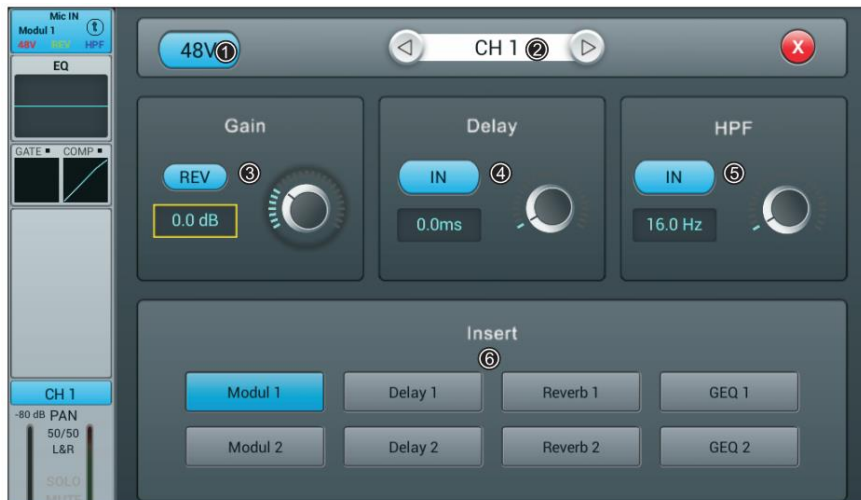 Mic IN
Modul 1
48V REV HPF
EQ
GATE COMP
CH 1
-80 dB PAN
50/50
L&R
SOLO
MUTE
48V ①
CH 1 ②
X
Gain
REV ③
0.0 dB
Delay
IN ④
0.0ms
HPF
IN ⑤
16.0 Hz
Insert
⑥
Modul 1 Delay 1 Reverb 1 GEQ 1
Modul 2 Delay 2 Reverb 2 GEQ 2